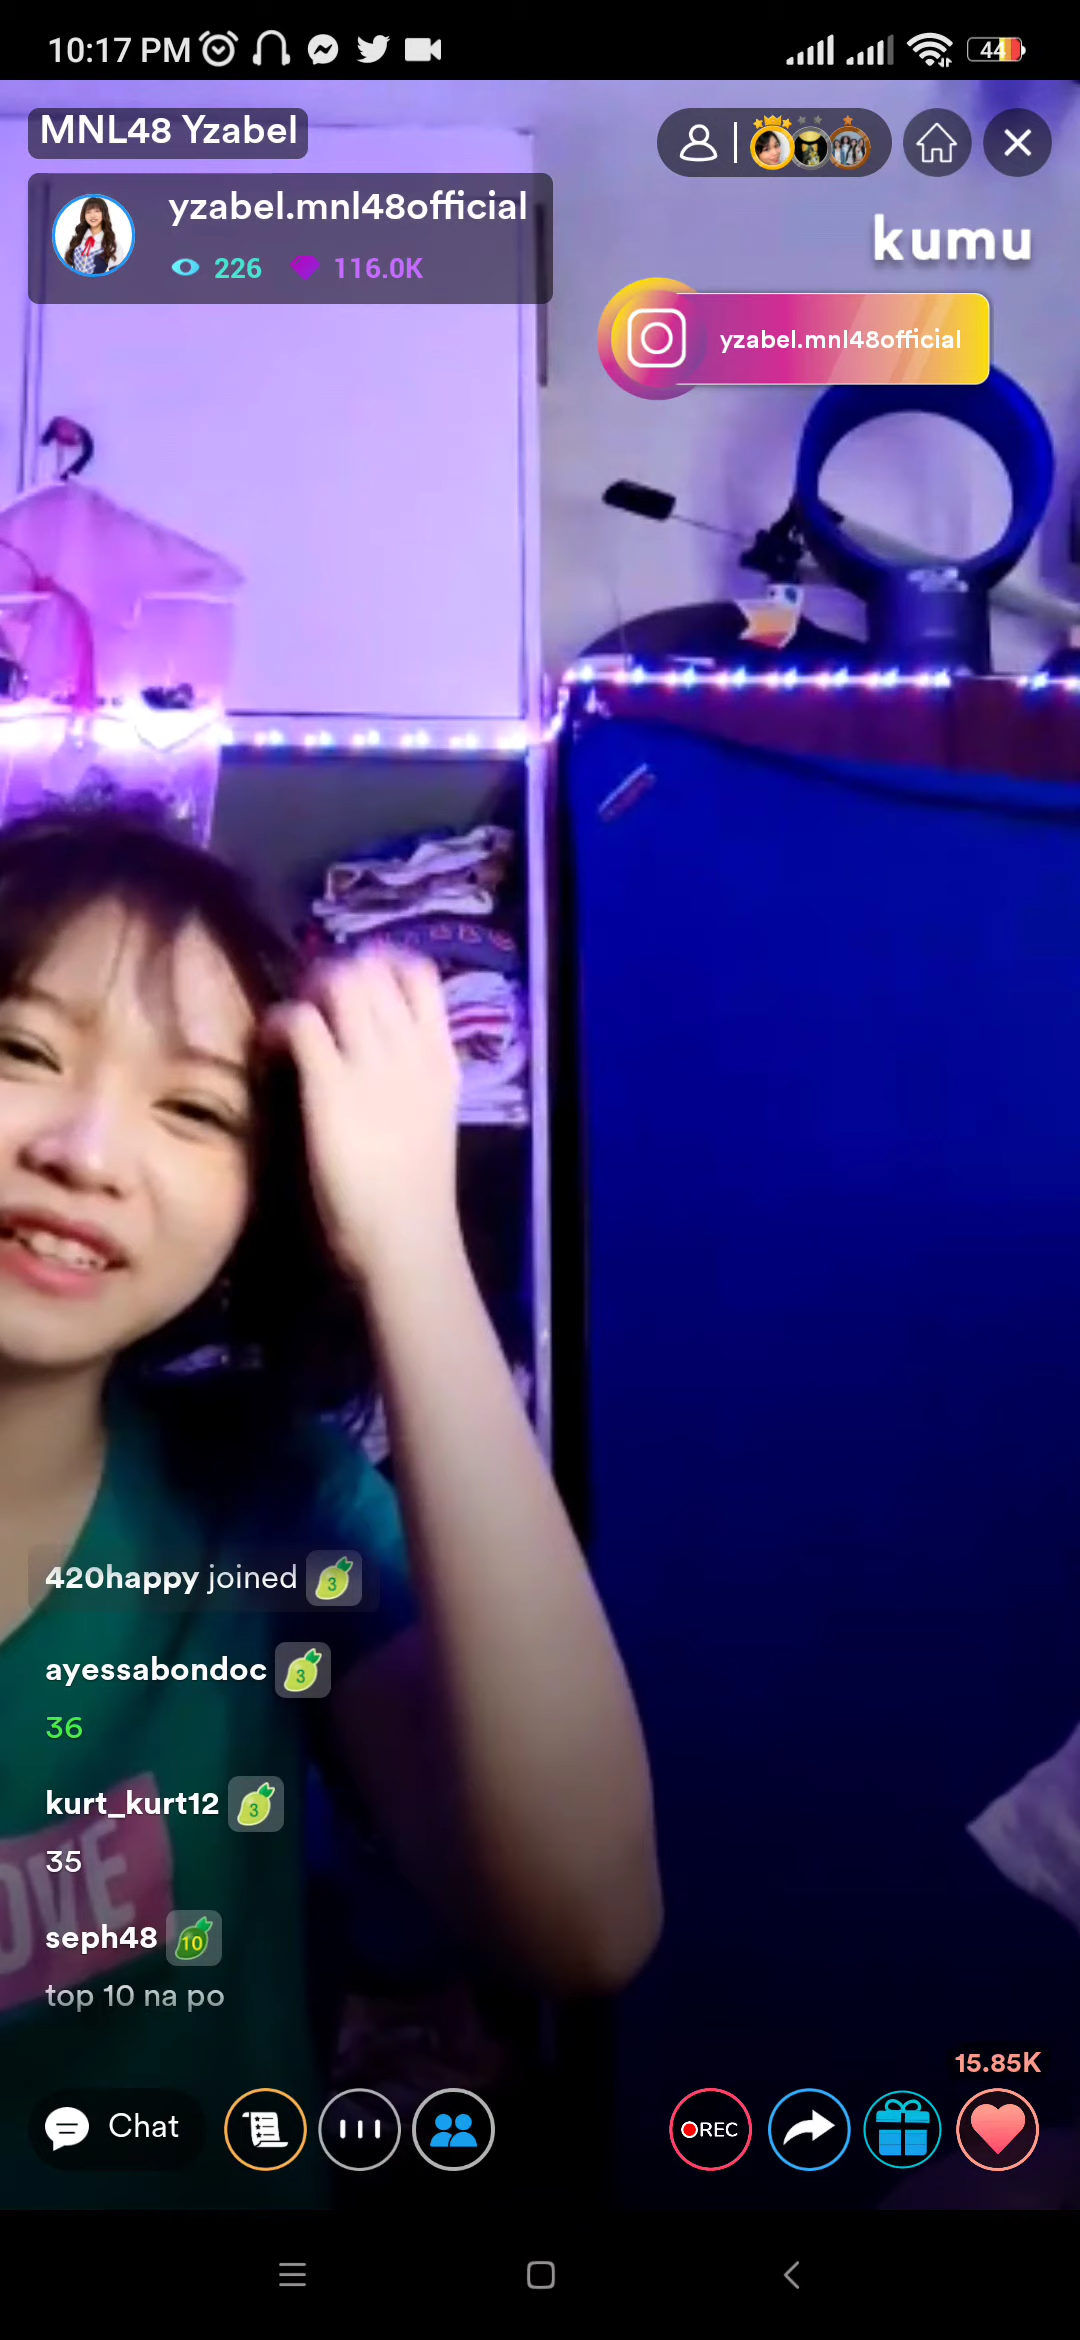 10:17 PM
44
MNL48 Yzabel
yzabel.mnl48official
226 116.0K
kumu
yzabel.mnl48official
420happy joined 3
ayessabondoc 3
36
kurt_kurt12 3
35
OVE
seph48 10
top 10 na po
15.85K
Chat
REC